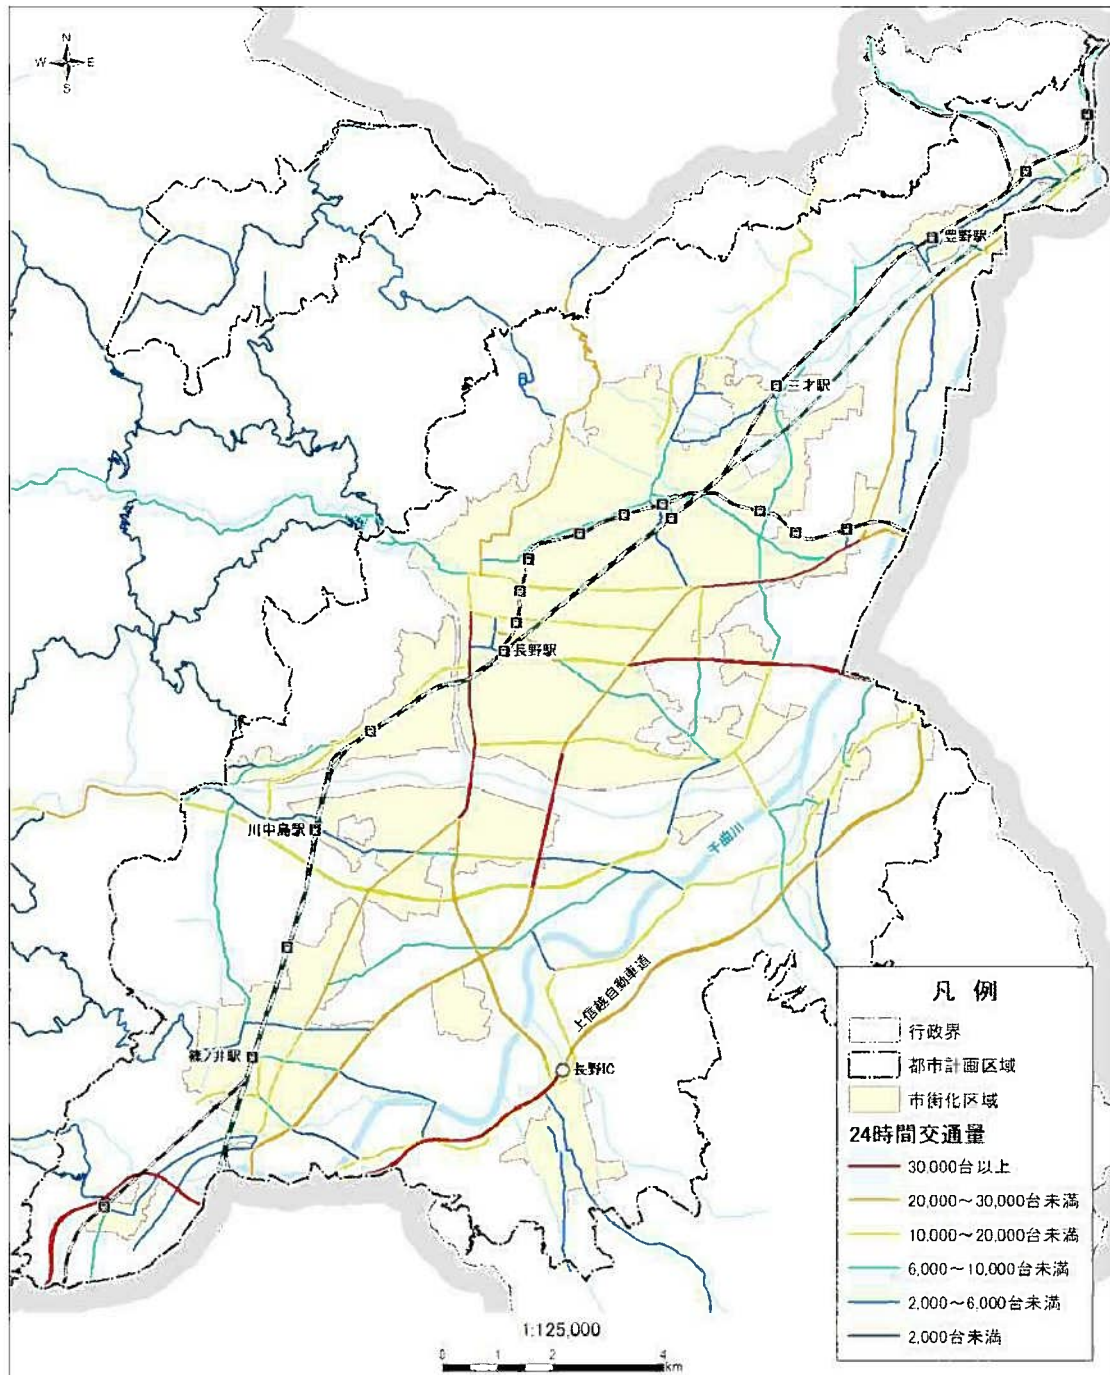 N
W E
S
豊野駅
三才駅
長野駅
川中島駅
千曲川
上信越自動車道
篠ノ井駅
長野IC
凡 例
行政界
都市計画区域
市街化区域
24時間交通量
30,000台以上
20,000～30,000台未満
10,000～20,000台未満
6,000～10,000台未満
2,000～6,000台未満
2,000台未満
1:125,000
0 1 2 4
km